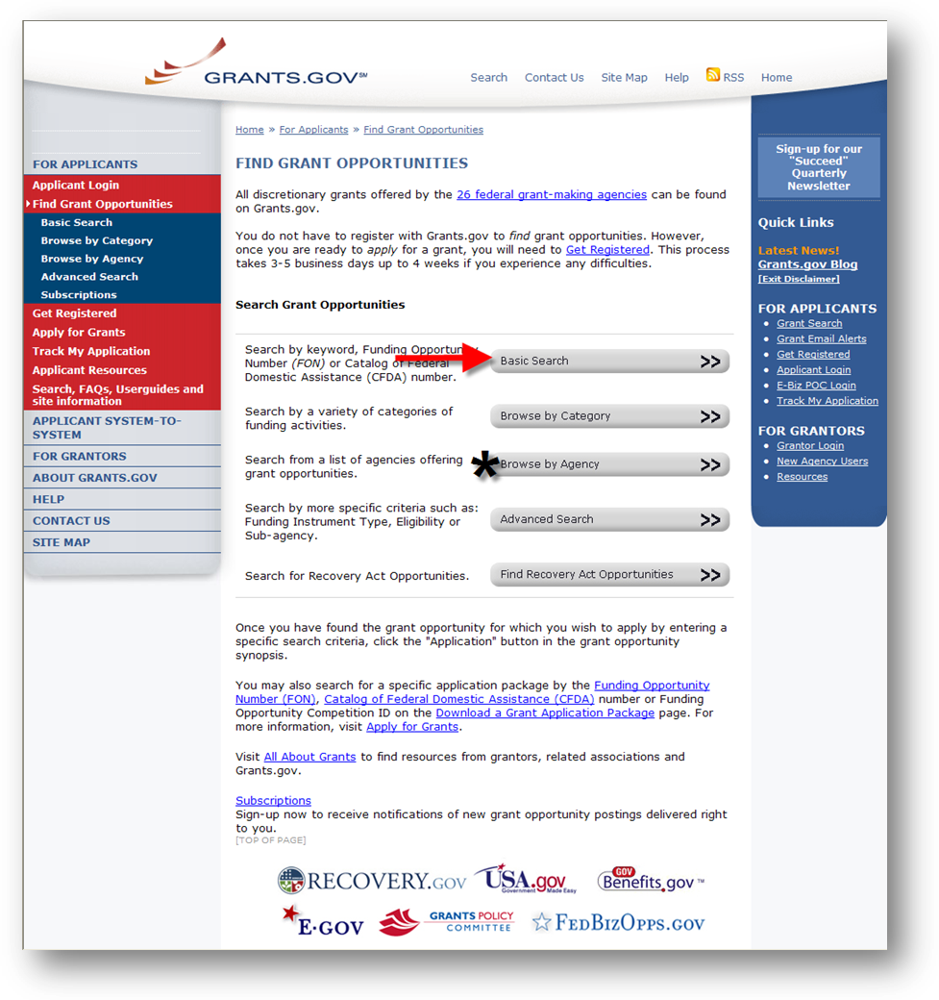 GRANTS.GOV℠
Search Contact Us Site Map Help RSS Home
FOR APPLICANTS
Applicant Login
Find Grant Opportunities
Basic Search
Browse by Category
Browse by Agency
Advanced Search
Subscriptions
Get Registered
Apply for Grants
Track My Application
Applicant Resources
Search, FAQs, Userguides and
site information
APPLICANT SYSTEM-TO-
SYSTEM
FOR GRANTORS
ABOUT GRANTS.GOV
HELP
CONTACT US
SITE MAP
Home » For Applicants » Find Grant Opportunities
FIND GRANT OPPORTUNITIES
All discretionary grants offered by the 26 federal grant-making agencies can be found
on Grants.gov.
You do not have to register with Grants.gov to find grant opportunities. However,
once you are ready to apply for a grant, you will need to Get Registered. This process
takes 3-5 business days up to 4 weeks if you experience any difficulties.
Search Grant Opportunities
Search by keyword, Funding Opportunity
Number (FON) or Catalog of Federal
Domestic Assistance (CFDA) number.
Basic Search >>
Search by a variety of categories of
funding activities.
Browse by Category >>
Search from a list of agencies offering
grant opportunities.
* Browse by Agency >>
Search by more specific criteria such as:
Funding Instrument Type, Eligibility or
Sub-agency.
Advanced Search >>
Search for Recovery Act Opportunities.
Find Recovery Act Opportunities >>
Once you have found the grant opportunity for which you wish to apply by entering a
specific search criteria, click the "Application" button in the grant opportunity
synopsis.
You may also search for a specific application package by the Funding Opportunity
Number (FON), Catalog of Federal Domestic Assistance (CFDA) number or Funding
Opportunity Competition ID on the Download a Grant Application Package page. For
more information, visit Apply for Grants.
Visit All About Grants to find resources from grantors, related associations and
Grants.gov.
Subscriptions
Sign-up now to receive notifications of new grant opportunity postings delivered right
to you.
[TOP OF PAGE]
RECOVERY.GOV USA.gov Government Made Easy GOV Benefits.gov ™
E-GOV GRANTS POLICY COMMITTEE FEDBIZOPPS.GOV
Sign-up for our
"Succeed"
Quarterly
Newsletter
Quick Links
Latest News!
Grants.gov Blog
[Exit Disclaimer]
FOR APPLICANTS
• Grant Search
• Grant Email Alerts
• Get Registered
• Applicant Login
• E-Biz POC Login
• Track My Application
FOR GRANTORS
• Grantor Login
• New Agency Users
• Resources